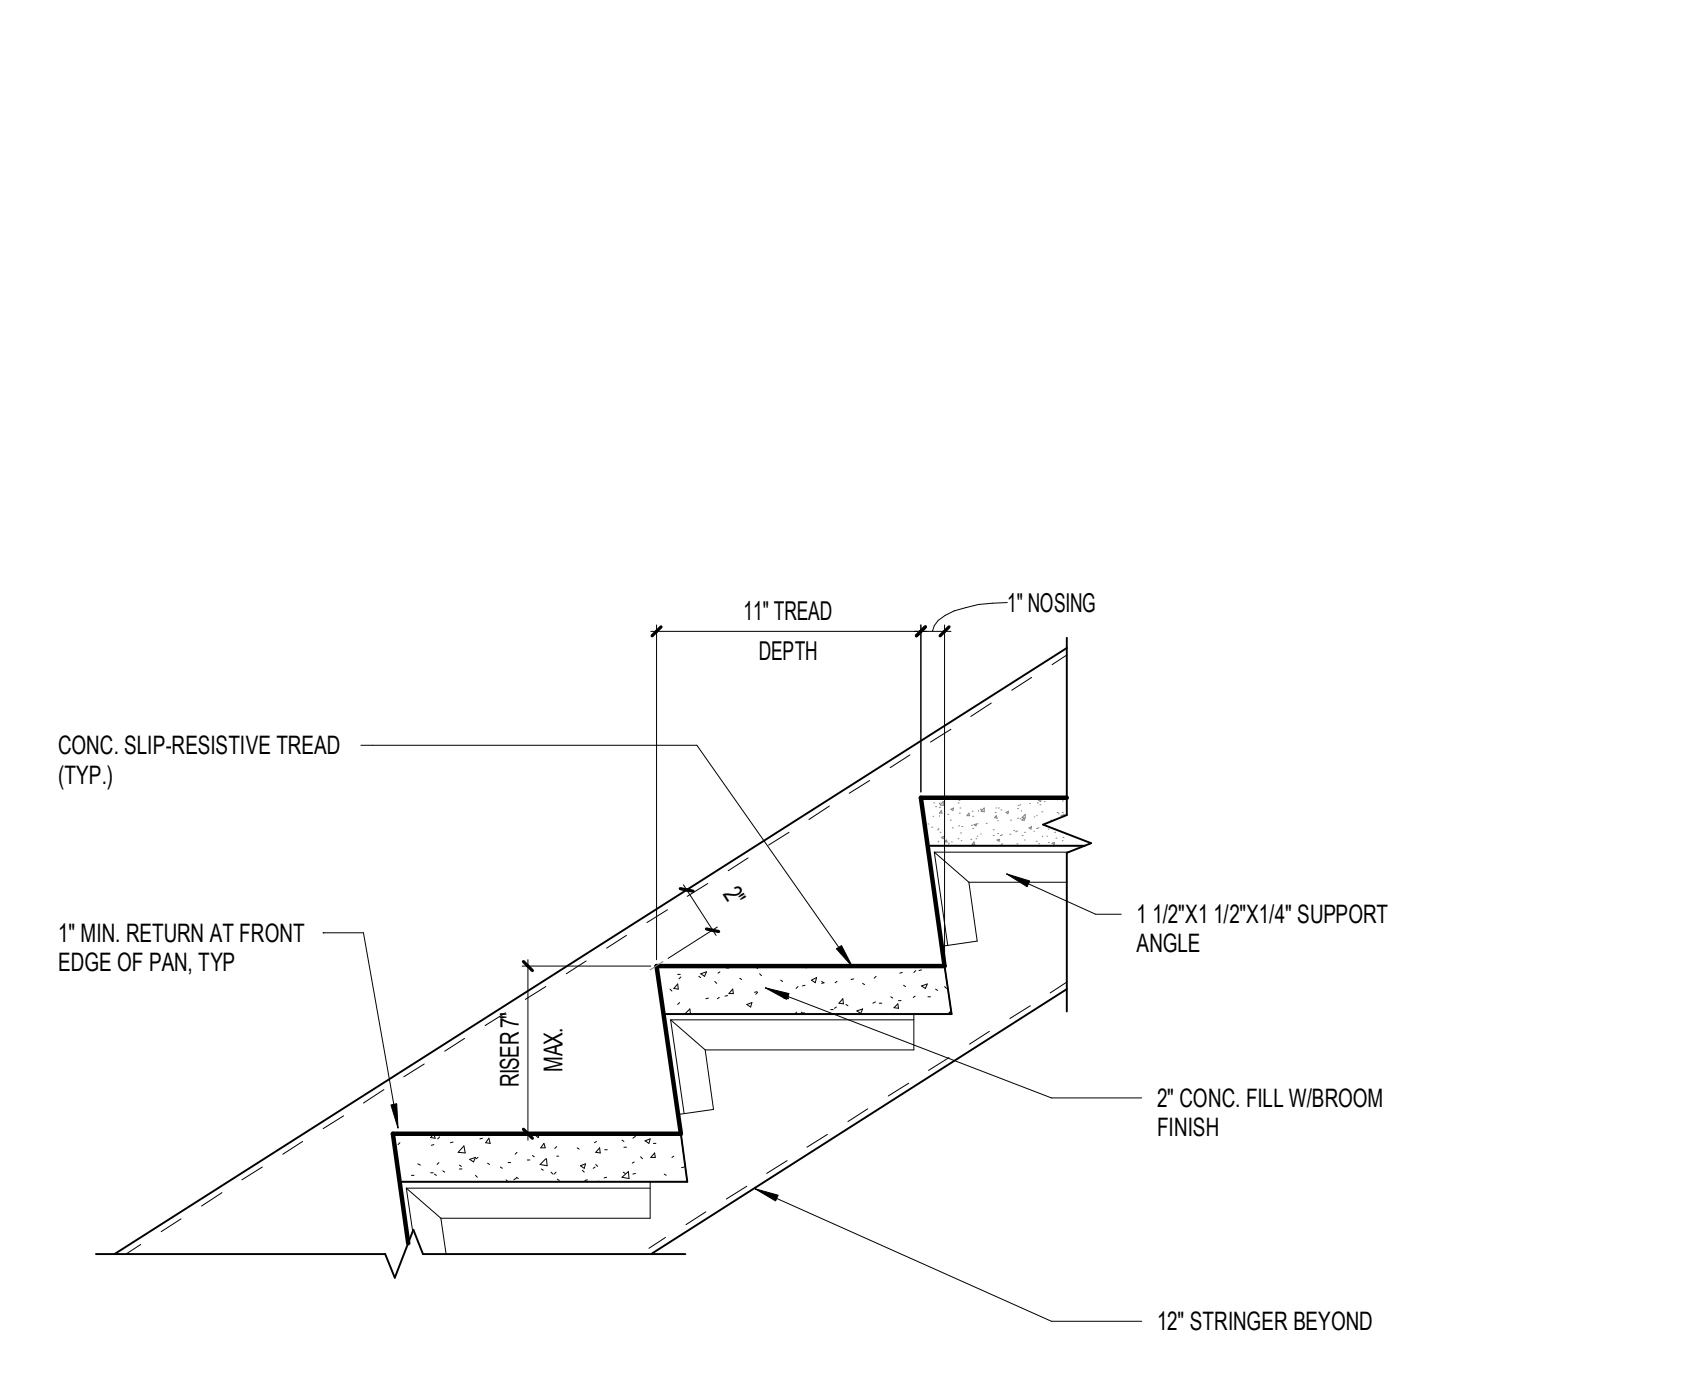 11" TREAD
DEPTH
1" NOSING
CONC. SLIP-RESISTIVE TREAD
(TYP.)
2"
1 1/2"X1 1/2"X1/4" SUPPORT
ANGLE
1" MIN. RETURN AT FRONT
EDGE OF PAN, TYP
RISER 7"
MAX.
2" CONC. FILL W/BROOM
FINISH
12" STRINGER BEYOND